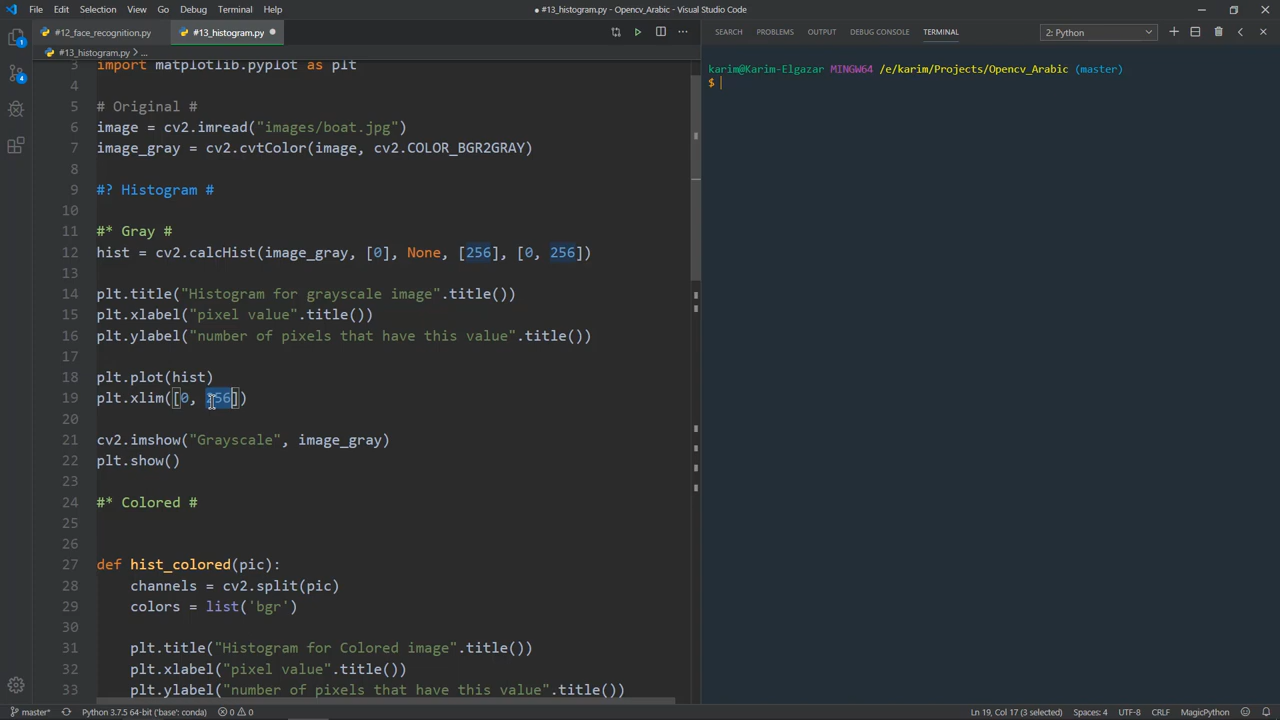 File Edit Selection View Go Debug Terminal Help
● #13_histogram.py - Opencv_Arabic - Visual Studio Code
#12_face_recognition.py
#13_histogram.py ●
#13_histogram.py > ...
SEARCH PROBLEMS OUTPUT DEBUG CONSOLE TERMINAL
2: Python
1
4
3 import matplotlib.pyplot as plt
4
5 # Original #
6 image = cv2.imread("images/boat.jpg")
7 image_gray = cv2.cvtColor(image, cv2.COLOR_BGR2GRAY)
8
9 #? Histogram #
10
11 #* Gray #
12 hist = cv2.calcHist(image_gray, [0], None, [256], [0, 256])
13
14 plt.title("Histogram for grayscale image".title())
15 plt.xlabel("pixel value".title())
16 plt.ylabel("number of pixels that have this value".title())
17
18 plt.plot(hist)
19 plt.xlim([0, 256])
20
21 cv2.imshow("Grayscale", image_gray)
22 plt.show()
23
24 #* Colored #
25
26
27 def hist_colored(pic):
28 channels = cv2.split(pic)
29 colors = list('bgr')
30
31 plt.title("Histogram for Colored image".title())
32 plt.xlabel("pixel value".title())
33 plt.ylabel("number of pixels that have this value".title())
karim@Karim-Elgazar MINGW64 /e/karim/Projects/Opencv_Arabic (master)
$
master* Python 3.7.5 64-bit ('base': conda) 0 0
Ln 19, Col 17 (3 selected) Spaces: 4 UTF-8 CRLF MagicPython